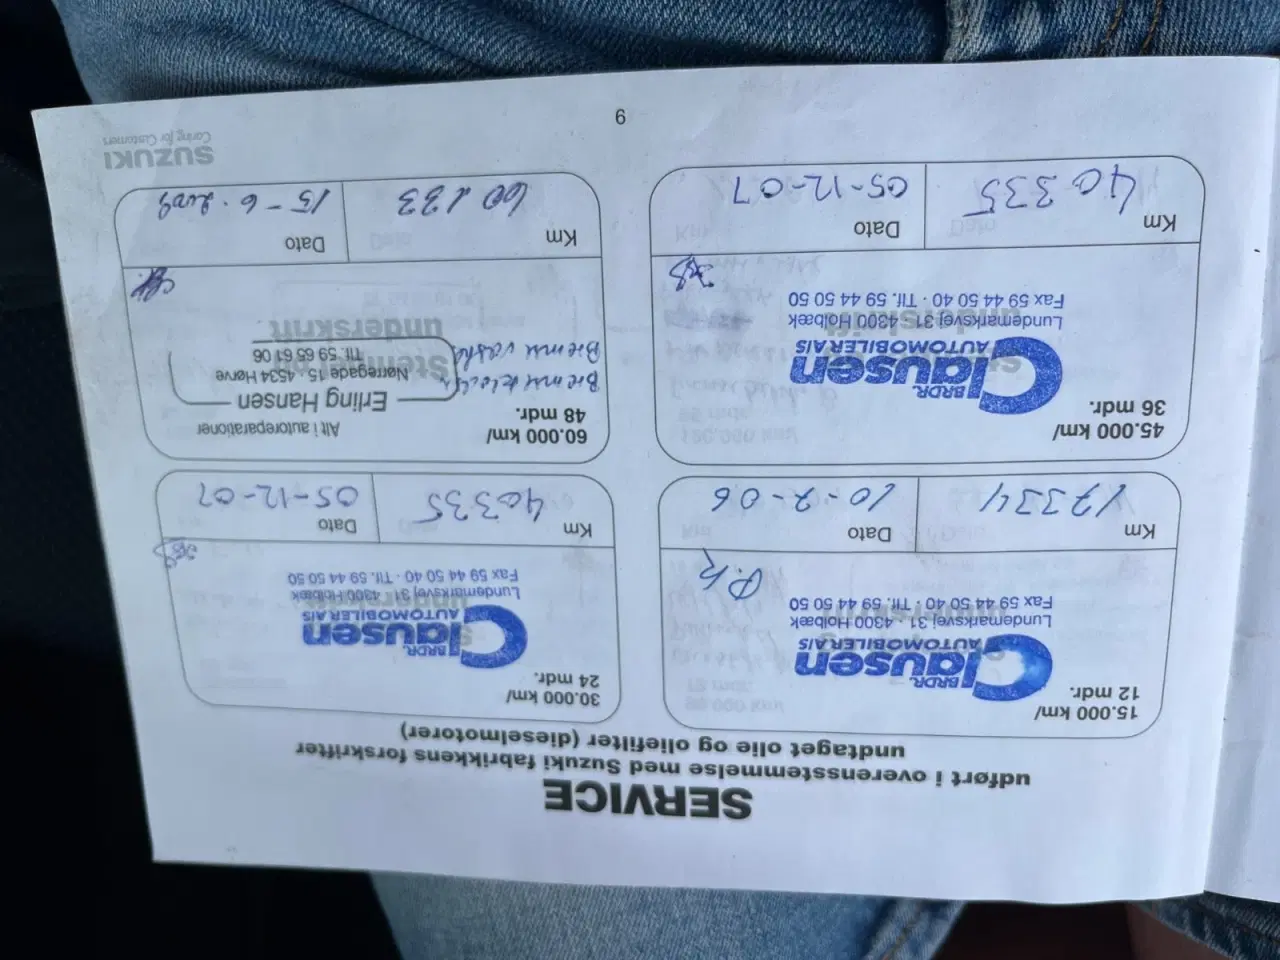 SERVICE
udført i overensstemmelse med Suzuki fabrikkens forskrifter
undtaget olie og oliefilter (dieselmotorer)
15.000 km/
12 mdr.
BRDR.
Clausen
AUTOMOBILER A/S
Lundemarksvej 31 · 4300 Holbæk
Fax 59 44 50 40 · Tlf. 59 44 50 50
Km
17334
Dato
10-7-06
30.000 km/
24 mdr.
BRDR.
Clausen
AUTOMOBILER A/S
Lundemarksvej 31 · 4300 Holbæk
Fax 59 44 50 40 · Tlf. 59 44 50 50
Km
40335
Dato
05-12-07
45.000 km/
36 mdr.
BRDR.
Clausen
AUTOMOBILER A/S
Lundemarksvej 31 · 4300 Holbæk
Fax 59 44 50 40 · Tlf. 59 44 50 50
Km
40335
Dato
05-12-07
60.000 km/
48 mdr.
Alt i autoreparationer
Erling Hansen
Nørregade 15 · 4534 Hørve
Tlf. 59 65 61 06
Stempel
underskrift
Km
60133
Dato
15-6-2009
SUZUKI
Caring for Customers
9